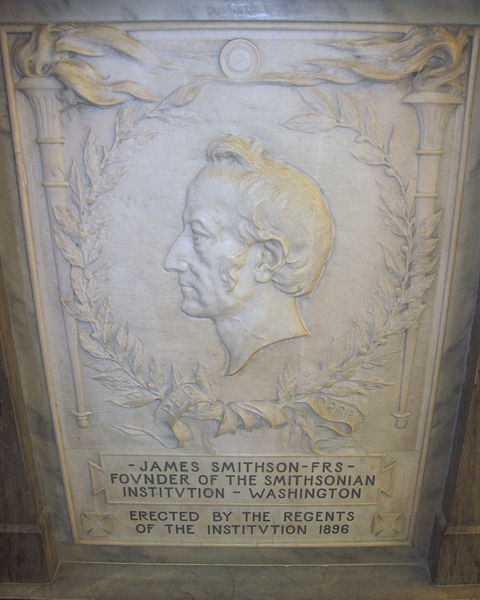 - JAMES SMITHSON-FRS -
FOVNDER OF THE SMITHSONIAN
INSTITVTION - WASHINGTON
ERECTED BY THE REGENTS
OF THE INSTITVTION 1896